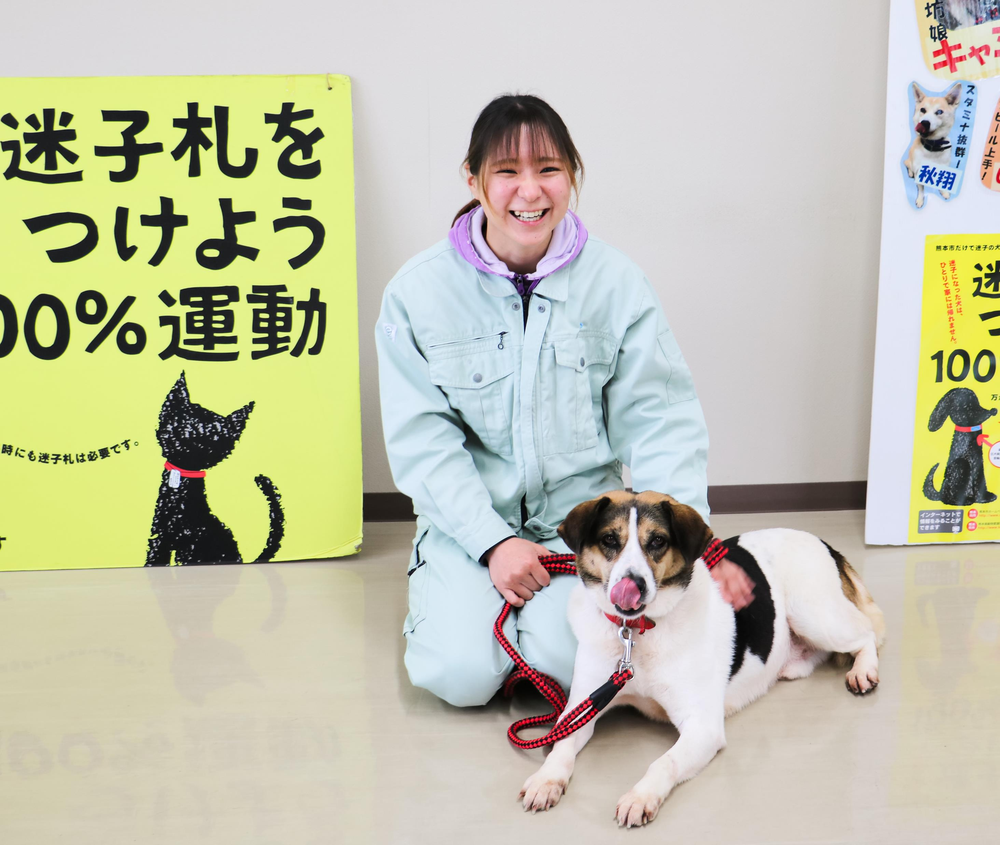 迷子札を
つけよう
00%運動
時にも迷子札は必要です。
す
坊
娘
キャ
スタミナ抜群！
秋翔
ピール上手！
熊本市だけで迷子の犬
迷子になった犬は、
ひとりで家には帰れません。
迷
つ
100
万
インターネットで
情報をみることが
できます